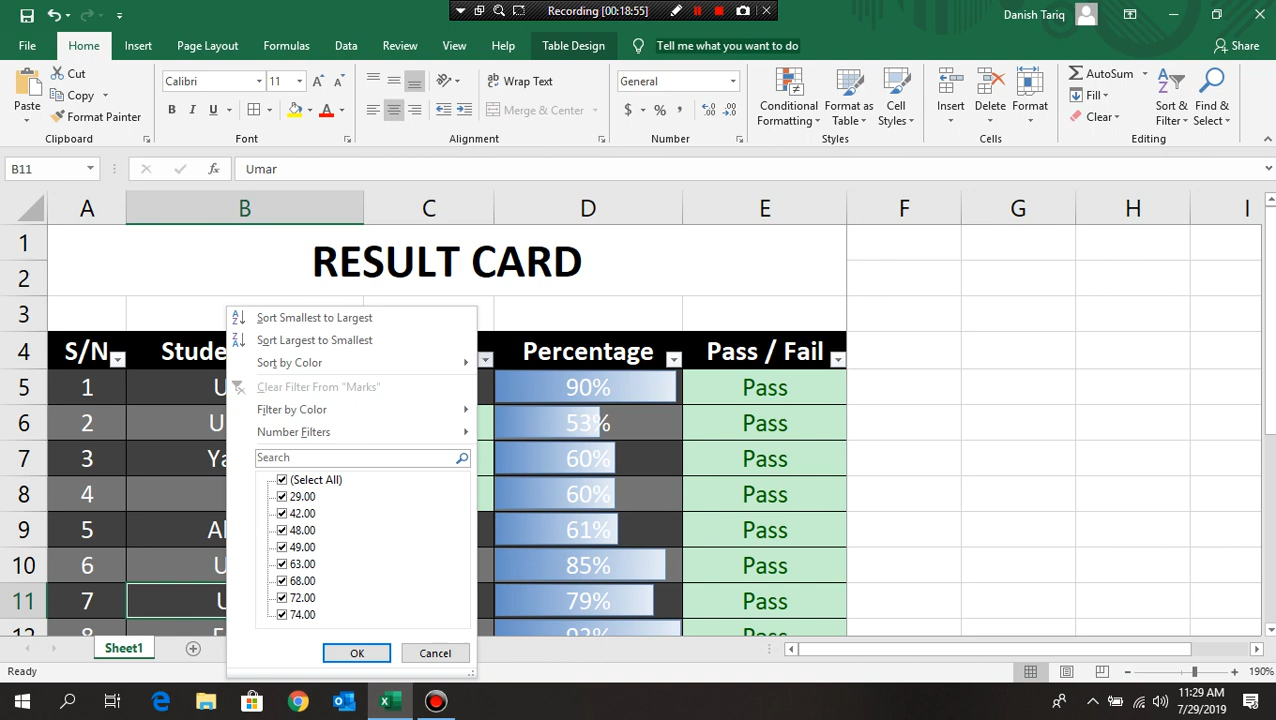 Recording [00:18:55]
Danish Tariq
File Home Insert Page Layout Formulas Data Review View Help Table Design Tell me what you want to do Share
Paste
Cut
Copy
Format Painter
Clipboard
Calibri 11
B I U
Font
Wrap Text
Merge & Center
Alignment
General
$ % ,
Number
Conditional Formatting
Format as Table
Cell Styles
Styles
Insert
Delete
Format
Cells
AutoSum
Fill
Clear
Sort & Filter
Find & Select
Editing
B11 fx Umar
A B C D E F G H I
1
2
RESULT CARD
3
4 S/N Stude Percentage Pass / Fail
5 1 U 90% Pass
6 2 U 53% Pass
7 3 Ya 60% Pass
8 4 60% Pass
9 5 Al 61% Pass
10 6 U 85% Pass
11 7 U 79% Pass
12 8 93% Pass
Sort Smallest to Largest
Sort Largest to Smallest
Sort by Color
Clear Filter From "Marks"
Filter by Color
Number Filters
Search
(Select All)
29.00
42.00
48.00
49.00
63.00
68.00
72.00
74.00
OK Cancel
Sheet1
Ready
190%
11:29 AM
7/29/2019